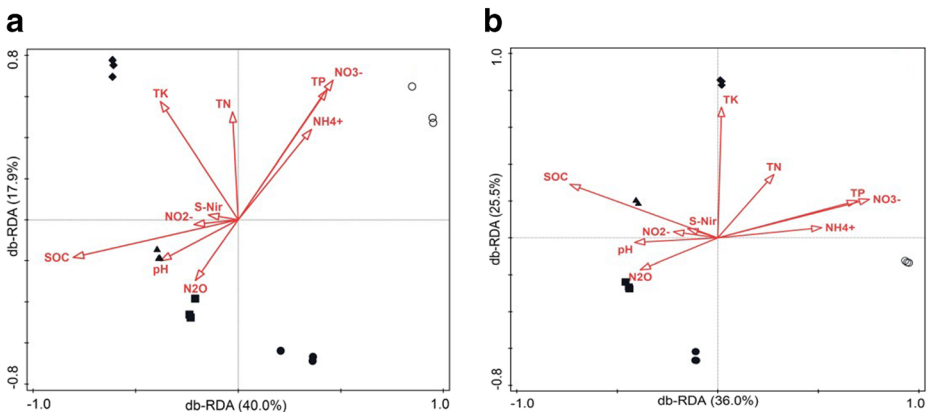 a
0.8
db-RDA (17.9%)
-0.8
TK
TN
TP
NO3-
NH4+
S-Nir
NO2-
SOC
pH
N2O
-1.0
db-RDA (40.0%)
1.0
b
1.0
db-RDA (25.5%)
-0.8
TK
TN
SOC
TP
NO3-
S-Nir
NO2-
NH4+
pH
N2O
-1.0
db-RDA (36.0%)
1.0